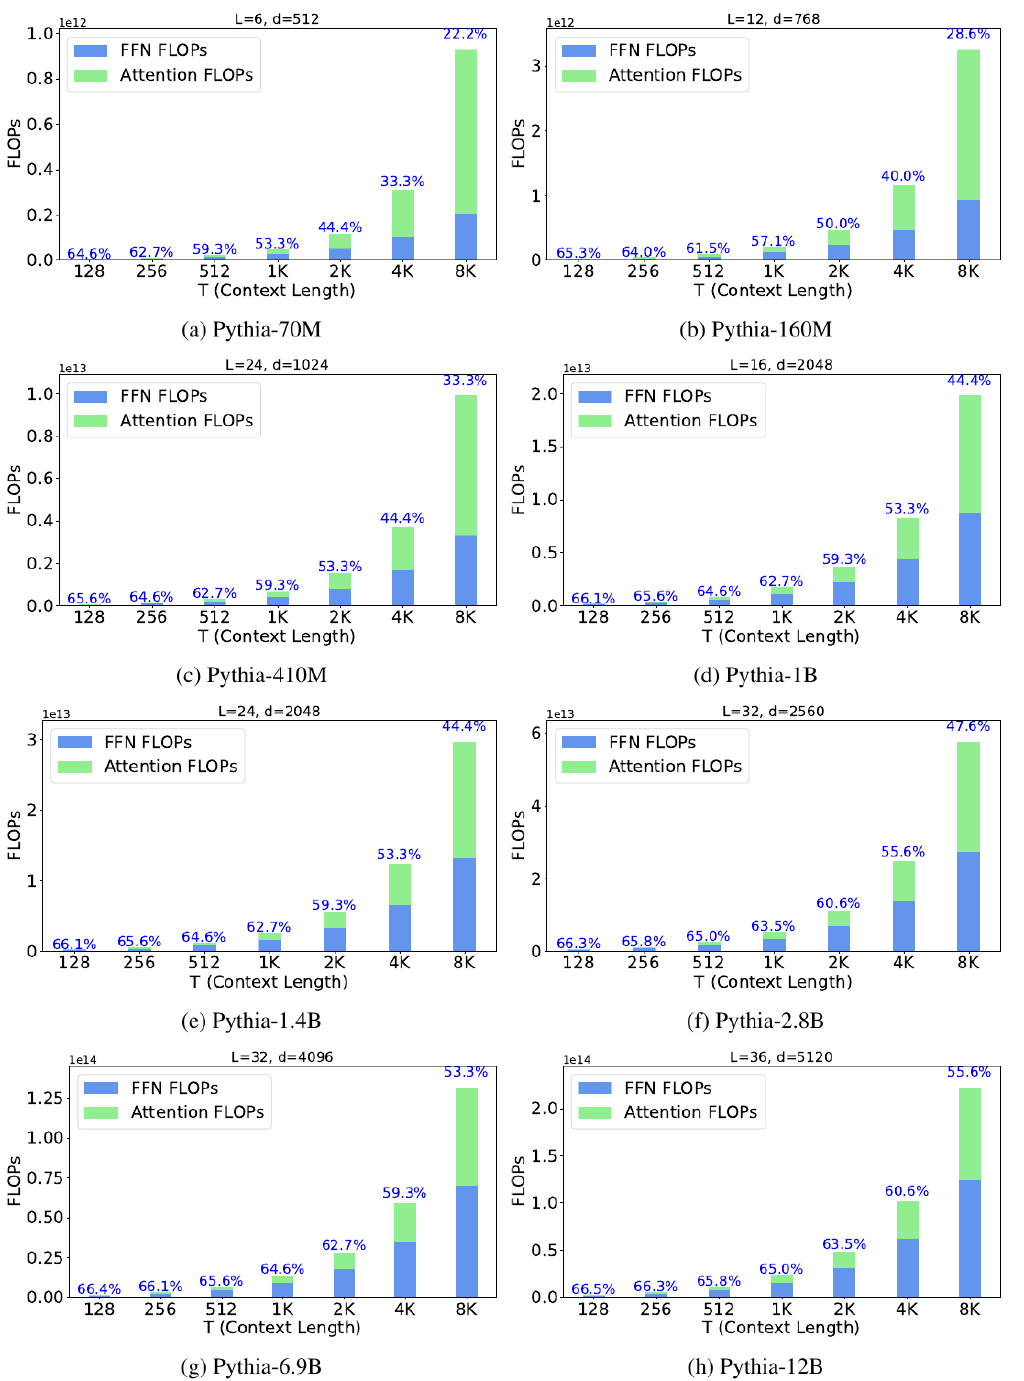 L=6, d=512
1e12
FFN FLOPs
Attention FLOPs
FLOPs
1.0
0.8
0.6
0.4
0.2
0.0
64.6%
62.7%
59.3%
53.3%
44.4%
33.3%
22.2%
128 256 512 1K 2K 4K 8K
T (Context Length)
(a) Pythia-70M
L=12, d=768
1e12
FFN FLOPs
Attention FLOPs
FLOPs
3
2
1
0
65.3%
64.0%
61.5%
57.1%
50.0%
40.0%
28.6%
128 256 512 1K 2K 4K 8K
T (Context Length)
(b) Pythia-160M
L=24, d=1024
1e13
FFN FLOPs
Attention FLOPs
FLOPs
1.0
0.8
0.6
0.4
0.2
0.0
65.6%
64.6%
62.7%
59.3%
53.3%
44.4%
33.3%
128 256 512 1K 2K 4K 8K
T (Context Length)
(c) Pythia-410M
L=16, d=2048
1e13
FFN FLOPs
Attention FLOPs
FLOPs
2.0
1.5
1.0
0.5
0.0
66.1%
65.6%
64.6%
62.7%
59.3%
53.3%
44.4%
128 256 512 1K 2K 4K 8K
T (Context Length)
(d) Pythia-1B
L=24, d=2048
1e13
FFN FLOPs
Attention FLOPs
FLOPs
3
2
1
0
66.1%
65.6%
64.6%
62.7%
59.3%
53.3%
44.4%
128 256 512 1K 2K 4K 8K
T (Context Length)
(e) Pythia-1.4B
L=32, d=2560
1e13
FFN FLOPs
Attention FLOPs
FLOPs
6
4
2
0
66.3%
65.8%
65.0%
63.5%
60.6%
55.6%
47.6%
128 256 512 1K 2K 4K 8K
T (Context Length)
(f) Pythia-2.8B
L=32, d=4096
1e14
FFN FLOPs
Attention FLOPs
FLOPs
1.25
1.00
0.75
0.50
0.25
0.00
66.4%
66.1%
65.6%
64.6%
62.7%
59.3%
53.3%
128 256 512 1K 2K 4K 8K
T (Context Length)
(g) Pythia-6.9B
L=36, d=5120
1e14
FFN FLOPs
Attention FLOPs
FLOPs
2.0
1.5
1.0
0.5
0.0
66.5%
66.3%
65.8%
65.0%
63.5%
60.6%
55.6%
128 256 512 1K 2K 4K 8K
T (Context Length)
(h) Pythia-12B